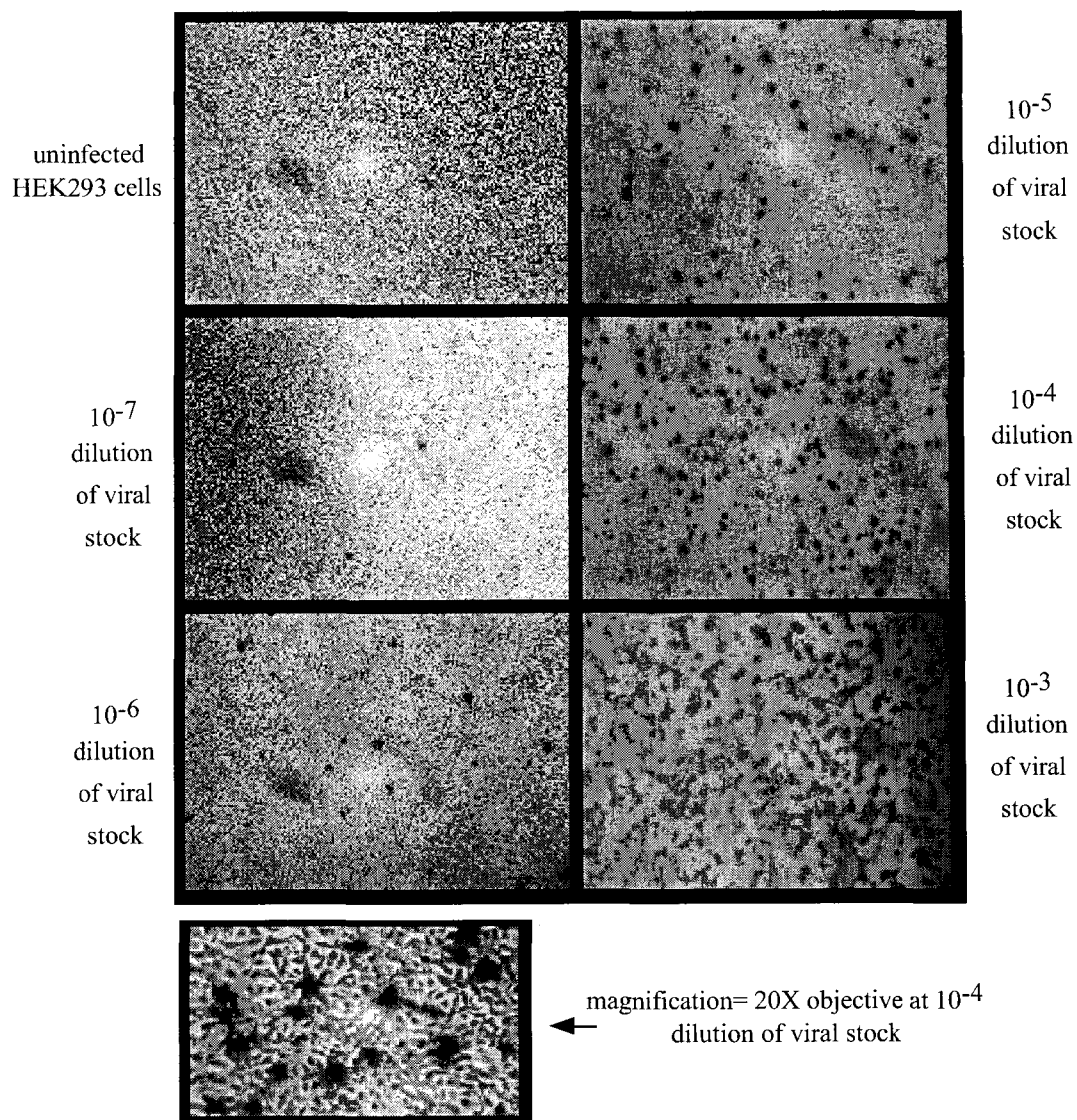 uninfected
HEK293 cells
10-5
dilution
of viral
stock
10-7
dilution
of viral
stock
10-4
dilution
of viral
stock
10-6
dilution
of viral
stock
10-3
dilution
of viral
stock
magnification= 20X objective at 10-4
dilution of viral stock